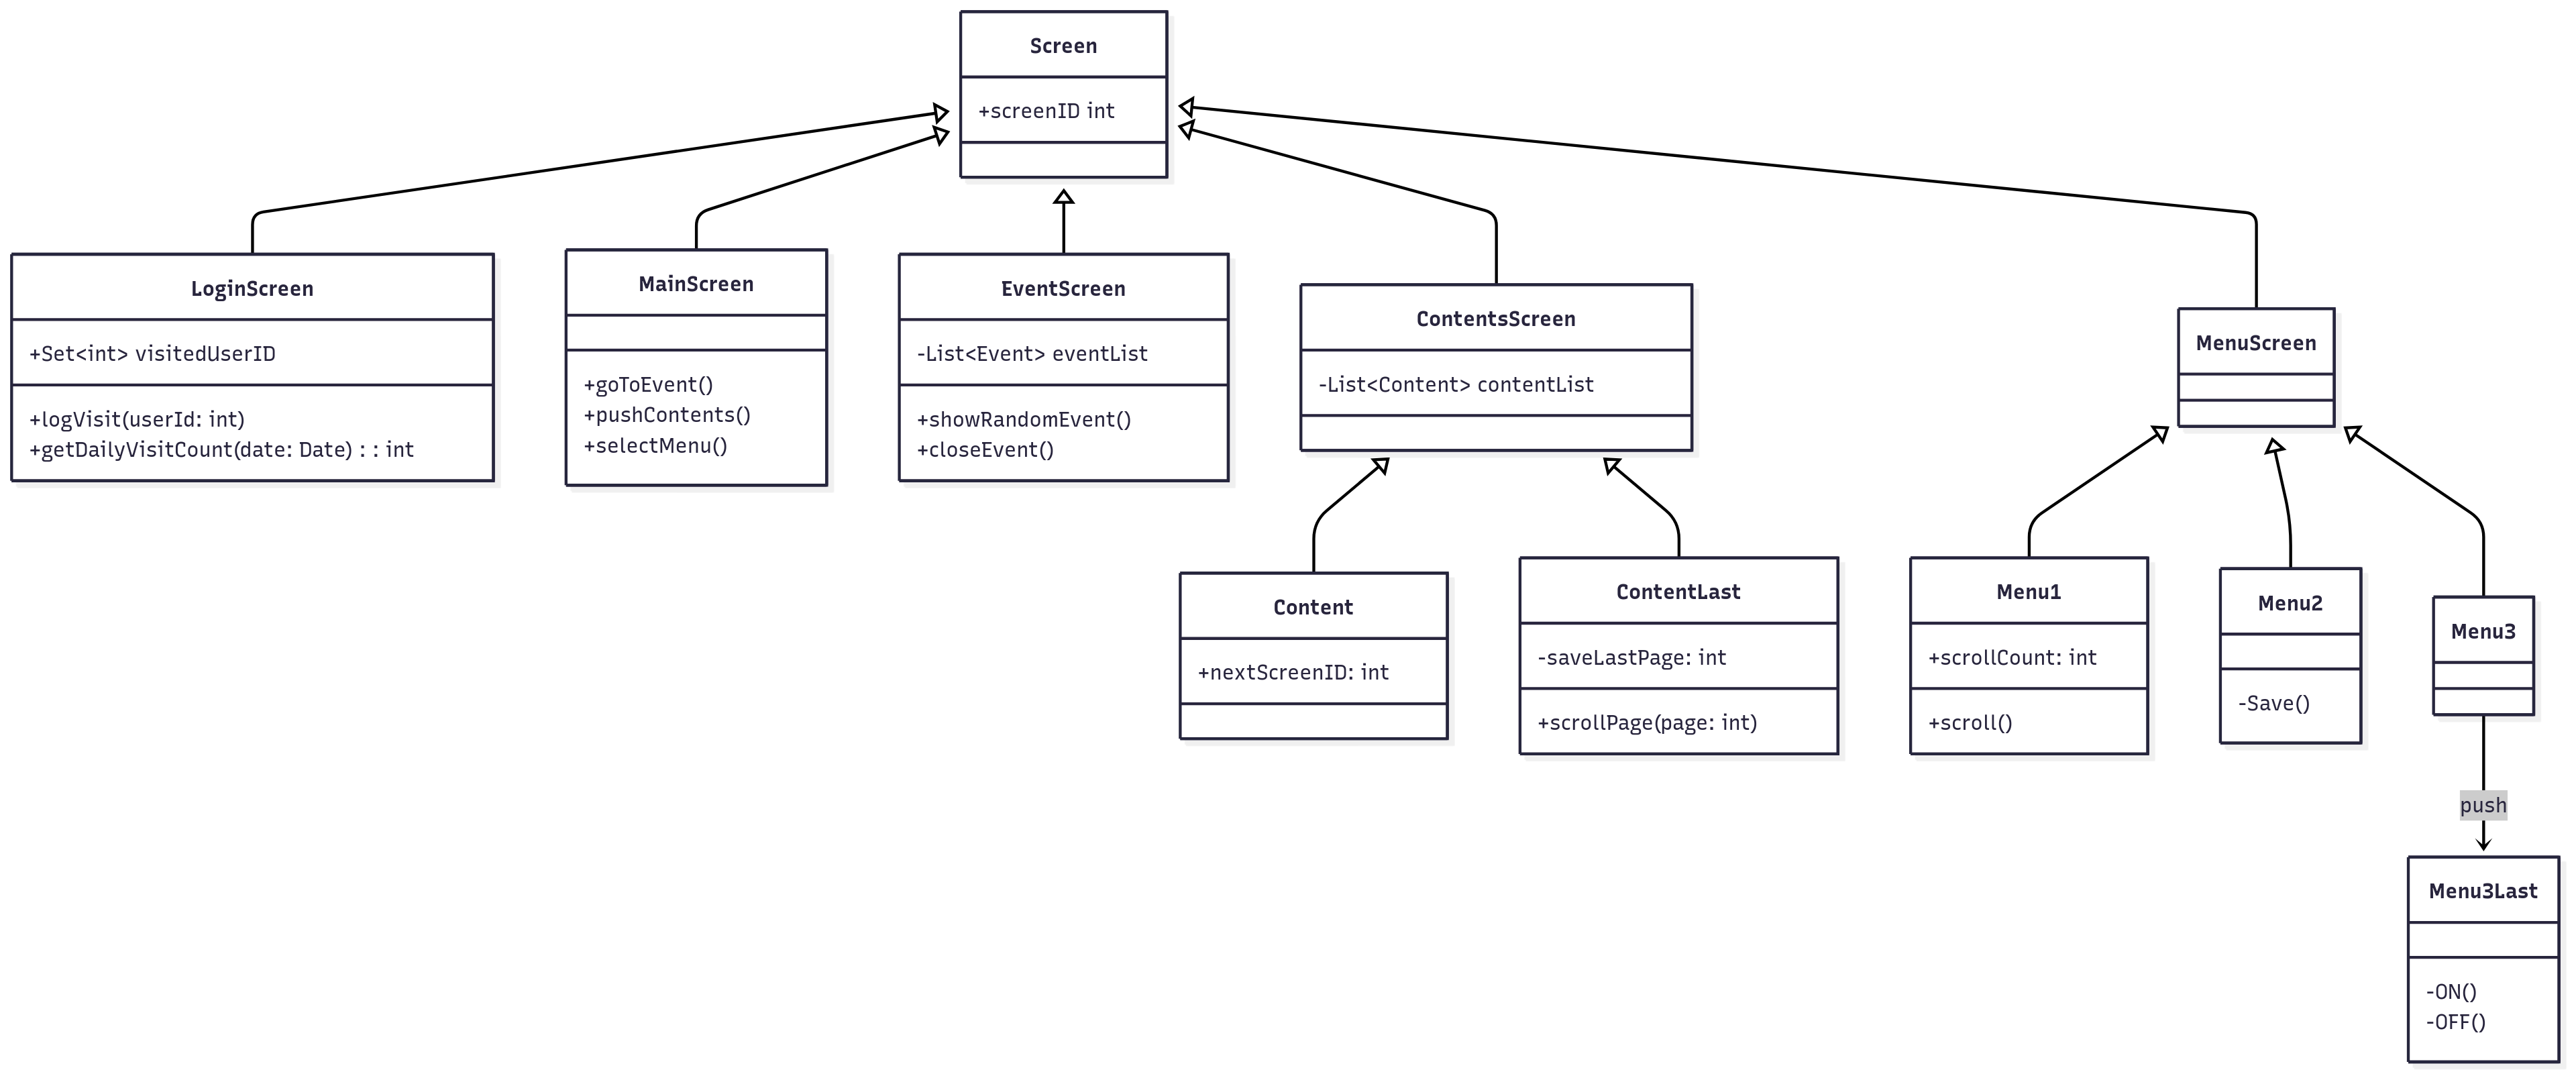 Screen
+screenID int
LoginScreen
+Set<int> visitedUserID
+logVisit(userId: int)
+getDailyVisitCount(date: Date) : : int
MainScreen
+goToEvent()
+pushContents()
+selectMenu()
EventScreen
-List<Event> eventList
+showRandomEvent()
+closeEvent()
ContentsScreen
-List<Content> contentList
MenuScreen
Content
+nextScreenID: int
ContentLast
-saveLastPage: int
+scrollPage(page: int)
Menu1
+scrollCount: int
+scroll()
Menu2
-Save()
Menu3
push
Menu3Last
-ON()
-OFF()